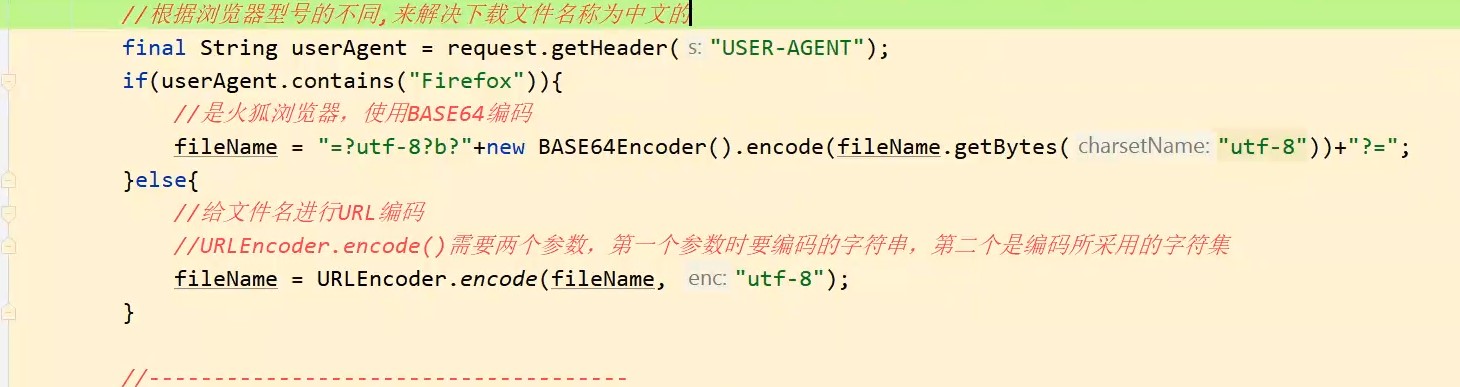 //根据浏览器型号的不同,来解决下载文件名称为中文的
final String userAgent = request.getHeader( s: "USER-AGENT");
if(userAgent.contains("Firefox")){
//是火狐浏览器，使用BASE64编码
fileName = "=?utf-8?b?"+new BASE64Encoder().encode(fileName.getBytes( charsetName: "utf-8"))+"?=";
}else{
//给文件名进行URL编码
//URLEncoder.encode()需要两个参数，第一个参数时要编码的字符串，第二个是编码所采用的字符集
fileName = URLEncoder.encode(fileName, enc: "utf-8");
}
//-------------------------------------